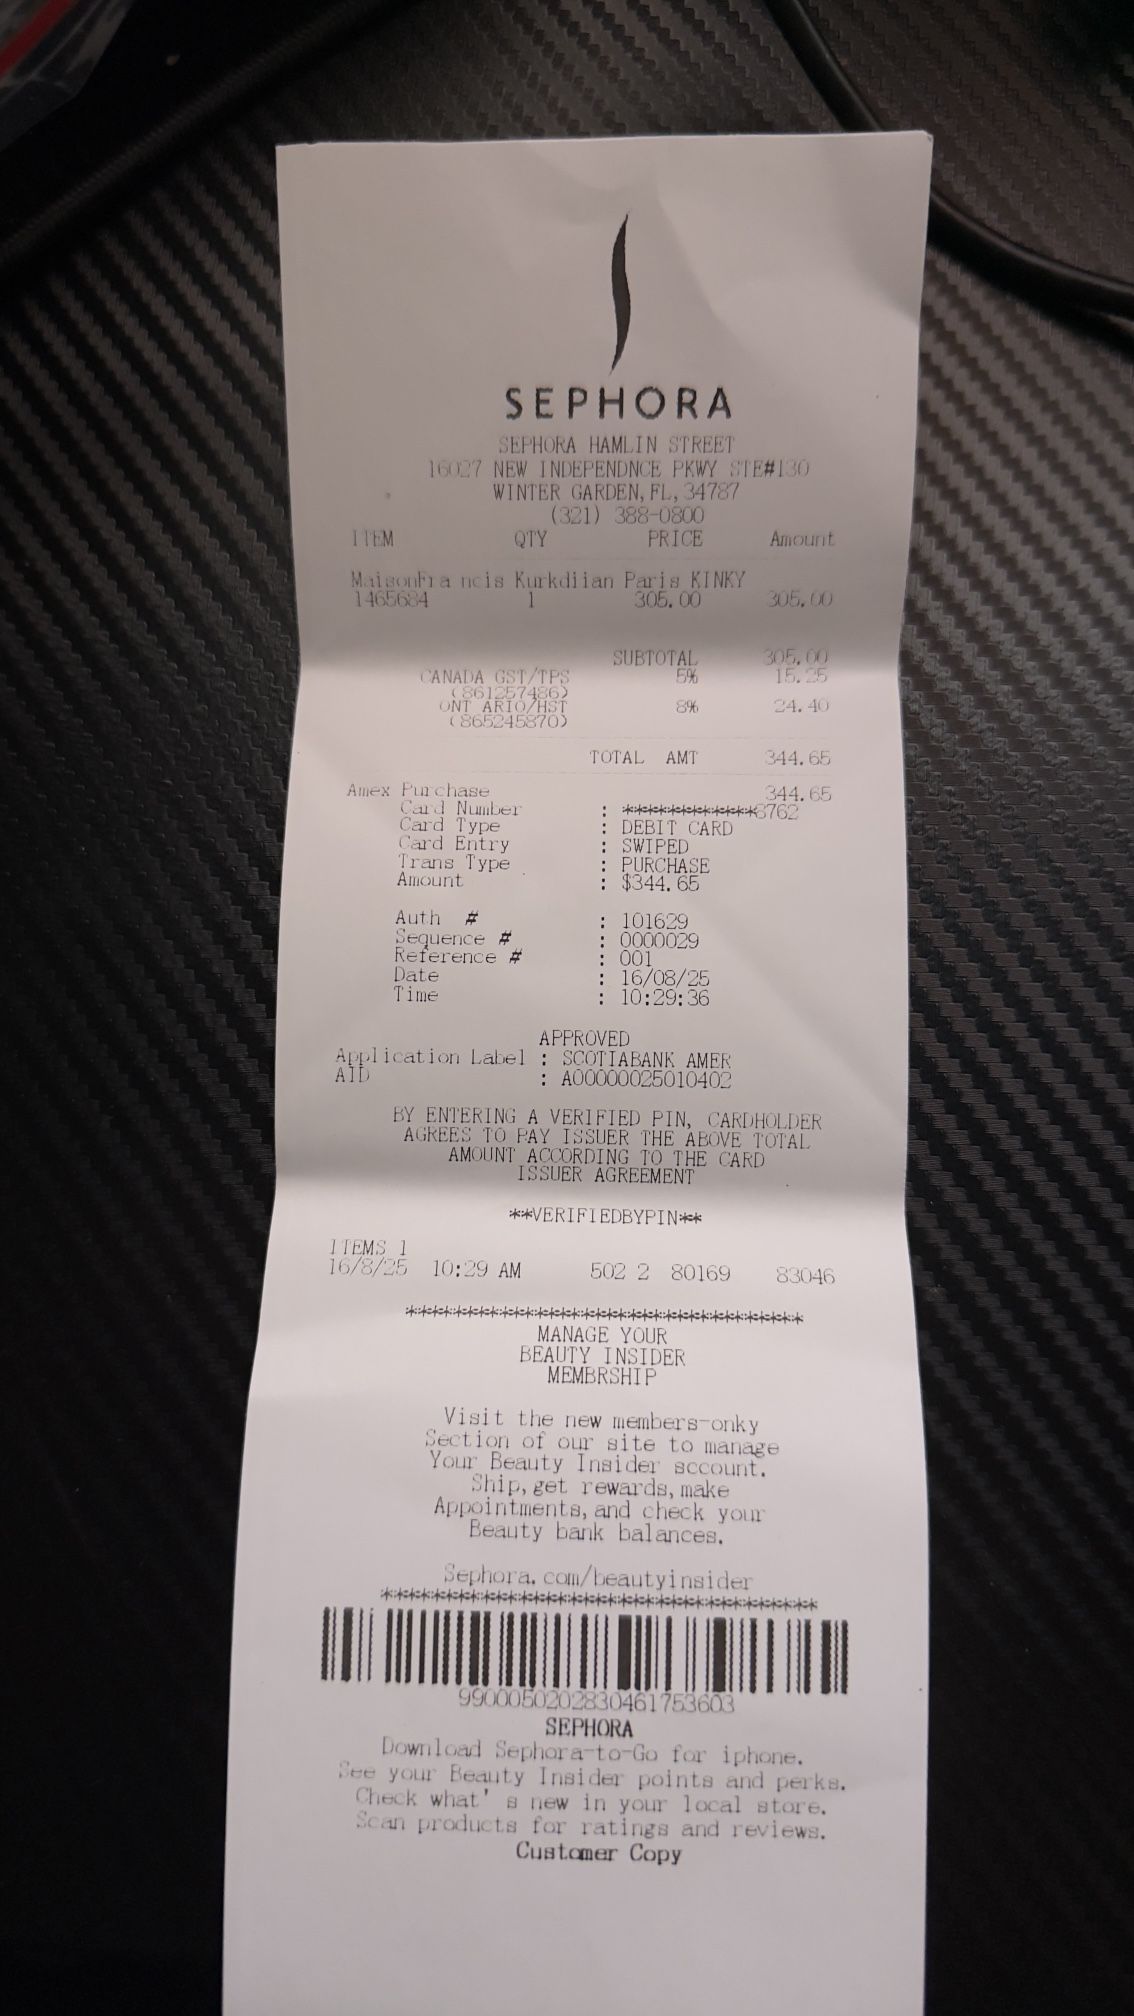 SEPHORA
SEPHORA HAMLIN STREET
16027 NEW INDEPENDNCE PKWY STE#130
WINTER GARDEN,FL,34787
(321) 388-0800
ITEM QTY PRICE Amount
MaisonFra ncis Kurkdiian Paris KINKY
1465684 1 305.00 305.00
SUBTOTAL 305.00
CANADA GST/TPS 5% 15.25
(861257486)
ONT ARIO/HST 8% 24.40
(865245870)
TOTAL AMT 344.65
Amex Purchase 344.65
Card Number : ************8762
Card Type : DEBIT CARD
Card Entry : SWIPED
Trans Type : PURCHASE
Amount : $344.65
Auth # : 101629
Sequence # : 0000029
Reference # : 001
Date : 16/08/25
Time : 10:29:36
APPROVED
Application Label : SCOTIABANK AMER
AID : A00000025010402
BY ENTERING A VERIFIED PIN, CARDHOLDER
AGREES TO PAY ISSUER THE ABOVE TOTAL
AMOUNT ACCORDING TO THE CARD
ISSUER AGREEMENT
**VERIFIEDBYPIN**
ITEMS 1
16/8/25 10:29 AM 502 2 80169 83046
************************************
MANAGE YOUR
BEAUTY INSIDER
MEMBRSHIP
Visit the new members-onky
Section of our site to manage
Your Beauty Insider sccount.
Ship,get rewards,make
Appointments,and check your
Beauty bank balances.
Sephora.com/beautyinsider
****************************************
9900050202830461753603
SEPHORA
Download Sephora-to-Go for iphone.
See your Beauty Insider points and perks.
Check what's new in your local store.
Scan products for ratings and reviews.
Customer Copy